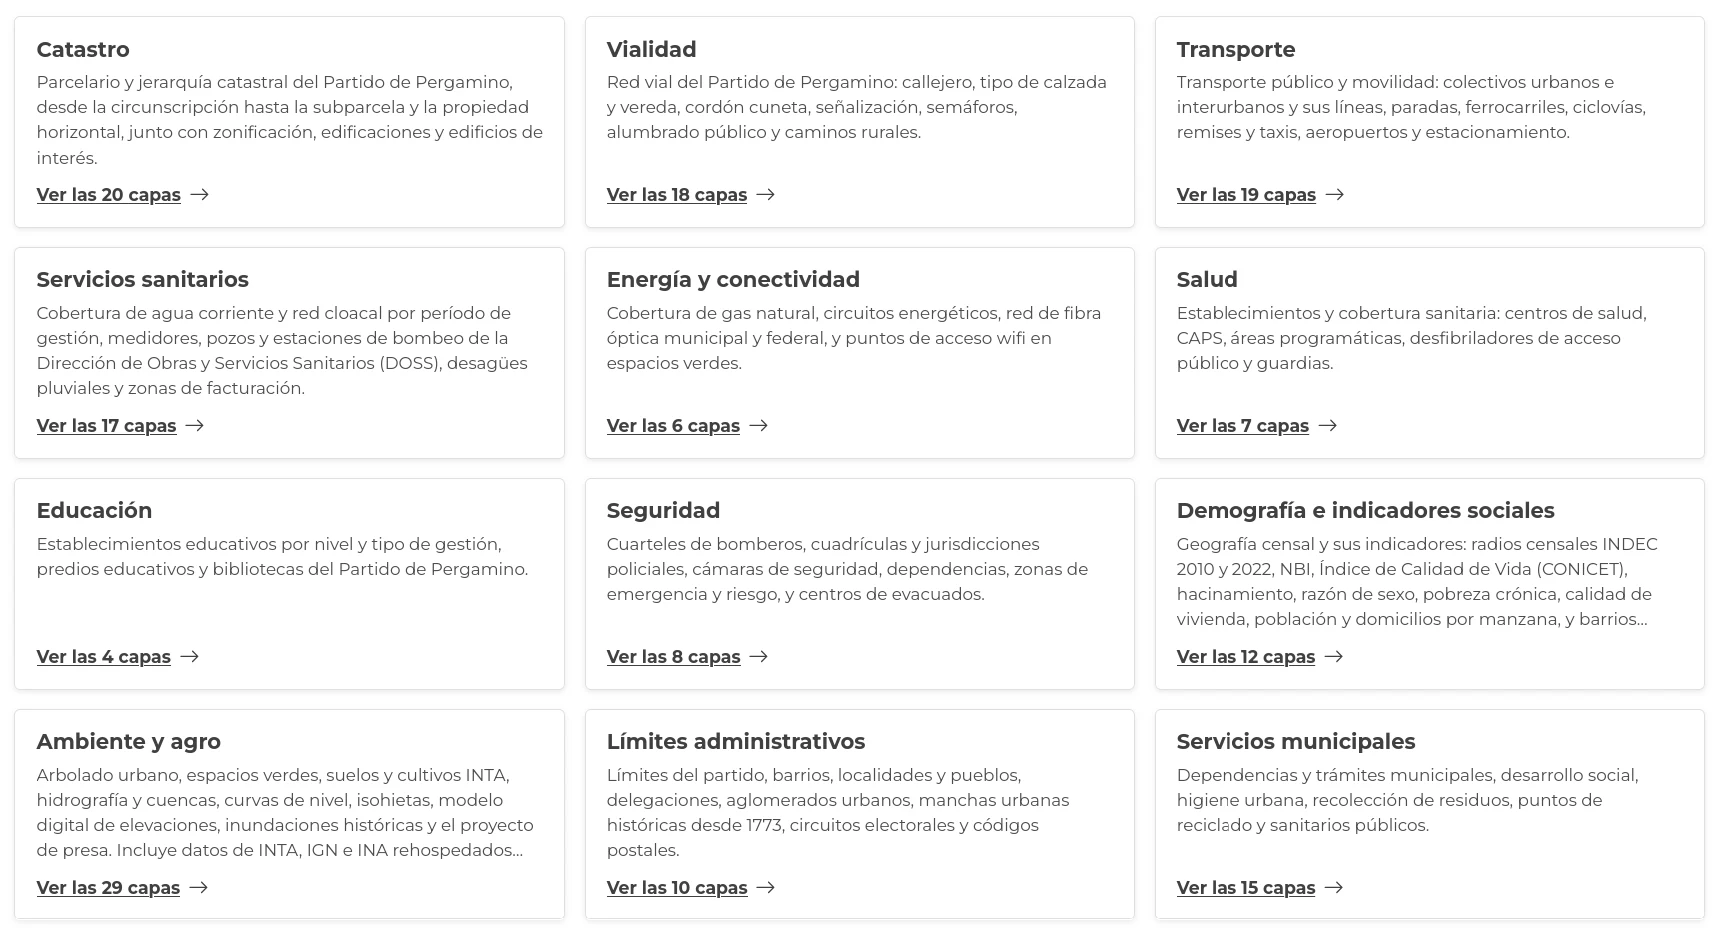 Catastro
Parcelario y jerarquía catastral del Partido de Pergamino,
desde la circunscripción hasta la subparcela y la propiedad
horizontal, junto con zonificación, edificaciones y edificios de
interés.
Ver las 20 capas →
Vialidad
Red vial del Partido de Pergamino: callejero, tipo de calzada
y vereda, cordón cuneta, señalización, semáforos,
alumbrado público y caminos rurales.
Ver las 18 capas →
Transporte
Transporte público y movilidad: colectivos urbanos e
interurbanos y sus líneas, paradas, ferrocarriles, ciclovías,
remises y taxis, aeropuertos y estacionamiento.
Ver las 19 capas →
Servicios sanitarios
Cobertura de agua corriente y red cloacal por período de
gestión, medidores, pozos y estaciones de bombeo de la
Dirección de Obras y Servicios Sanitarios (DOSS), desagües
pluviales y zonas de facturación.
Ver las 17 capas →
Energía y conectividad
Cobertura de gas natural, circuitos energéticos, red de fibra
óptica municipal y federal, y puntos de acceso wifi en
espacios verdes.
Ver las 6 capas →
Salud
Establecimientos y cobertura sanitaria: centros de salud,
CAPS, áreas programáticas, desfibriladores de acceso
público y guardias.
Ver las 7 capas →
Educación
Establecimientos educativos por nivel y tipo de gestión,
predios educativos y bibliotecas del Partido de Pergamino.
Ver las 4 capas →
Seguridad
Cuarteles de bomberos, cuadrículas y jurisdicciones
policiales, cámaras de seguridad, dependencias, zonas de
emergencia y riesgo, y centros de evacuados.
Ver las 8 capas →
Demografía e indicadores sociales
Geografía censal y sus indicadores: radios censales INDEC
2010 y 2022, NBI, Índice de Calidad de Vida (CONICET),
hacinamiento, razón de sexo, pobreza crónica, calidad de
vivienda, población y domicilios por manzana, y barrios...
Ver las 12 capas →
Ambiente y agro
Arbolado urbano, espacios verdes, suelos y cultivos INTA,
hidrografía y cuencas, curvas de nivel, isohietas, modelo
digital de elevaciones, inundaciones históricas y el proyecto
de presa. Incluye datos de INTA, IGN e INA rehospedados...
Ver las 29 capas →
Límites administrativos
Límites del partido, barrios, localidades y pueblos,
delegaciones, aglomerados urbanos, manchas urbanas
históricas desde 1773, circuitos electorales y códigos
postales.
Ver las 10 capas →
Servicios municipales
Dependencias y trámites municipales, desarrollo social,
higiene urbana, recolección de residuos, puntos de
reciclado y sanitarios públicos.
Ver las 15 capas →